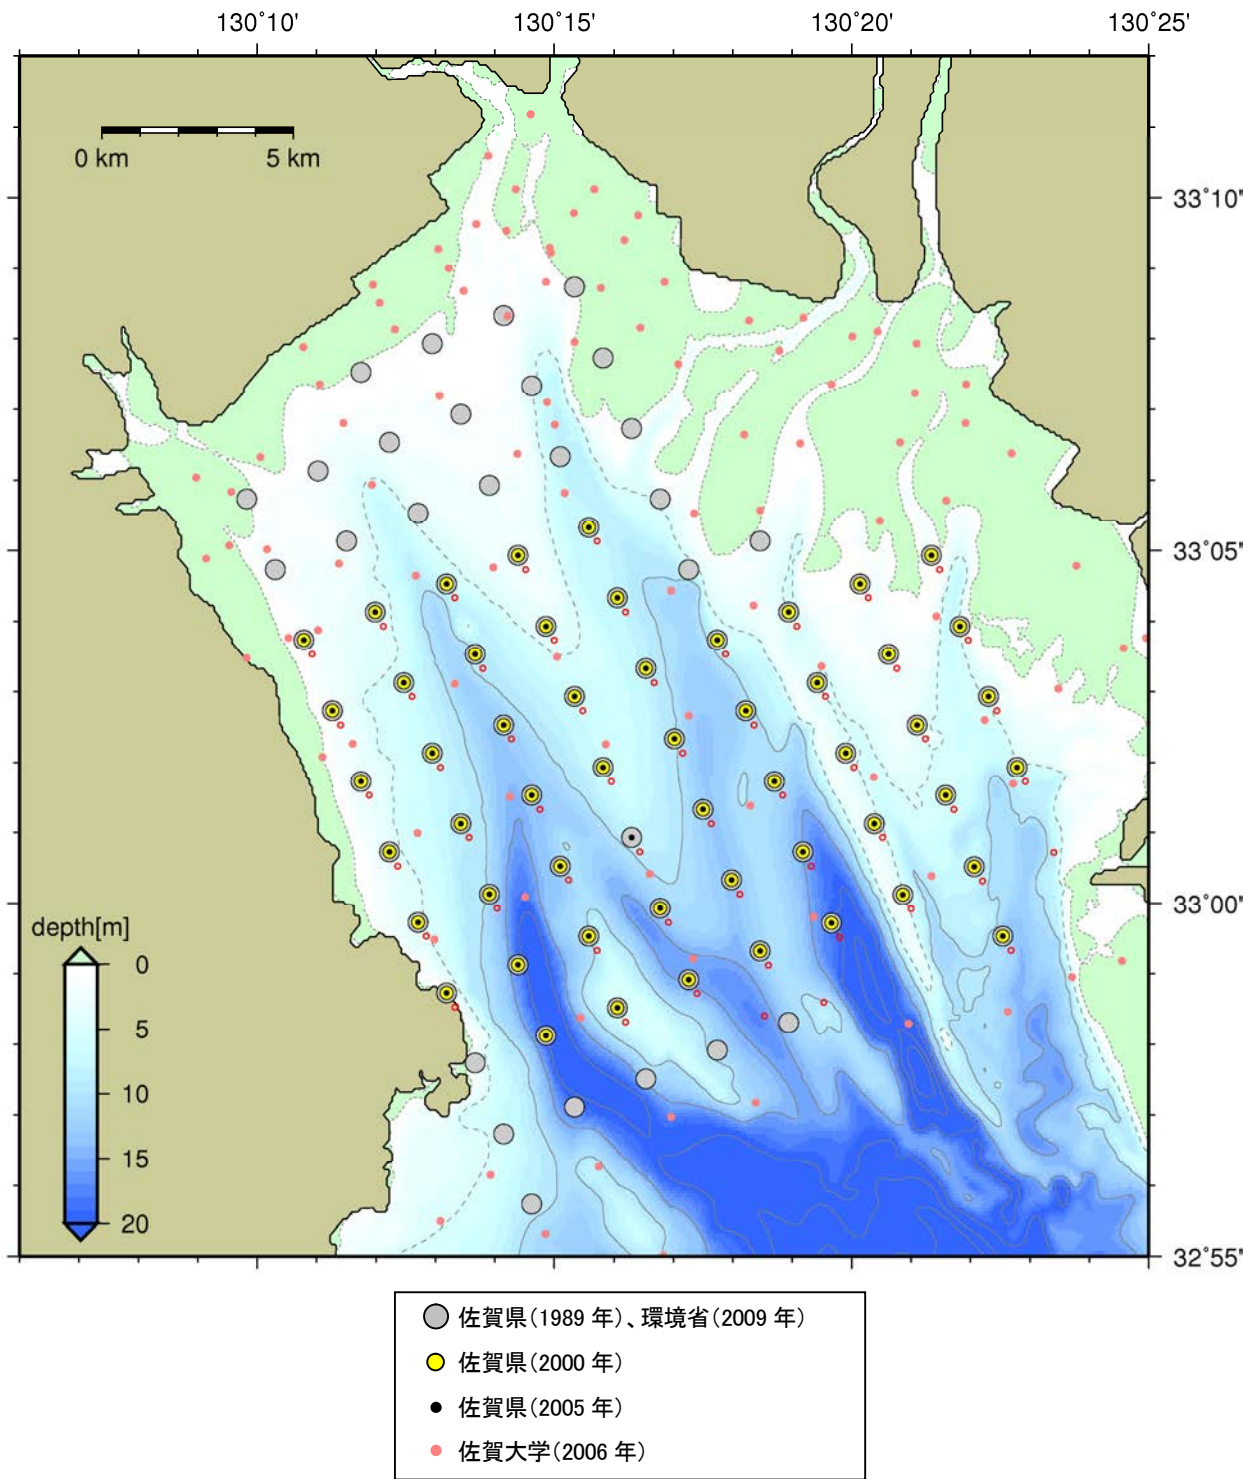 130°10' 130°15' 130°20' 130°25'
0 km 5 km
33°10"
33°05"
33°00"
32°55"
depth[m]
0
5
10
15
20
佐賀県(1989 年)、環境省(2009 年)
佐賀県(2000 年)
佐賀県(2005 年)
佐賀大学(2006 年)